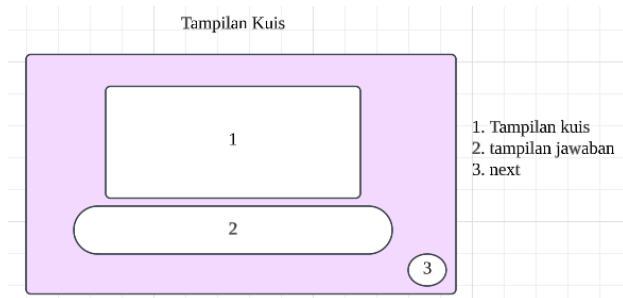 Tampilan Kuis
1
2
3
1. Tampilan kuis
2. tampilan jawaban
3. next